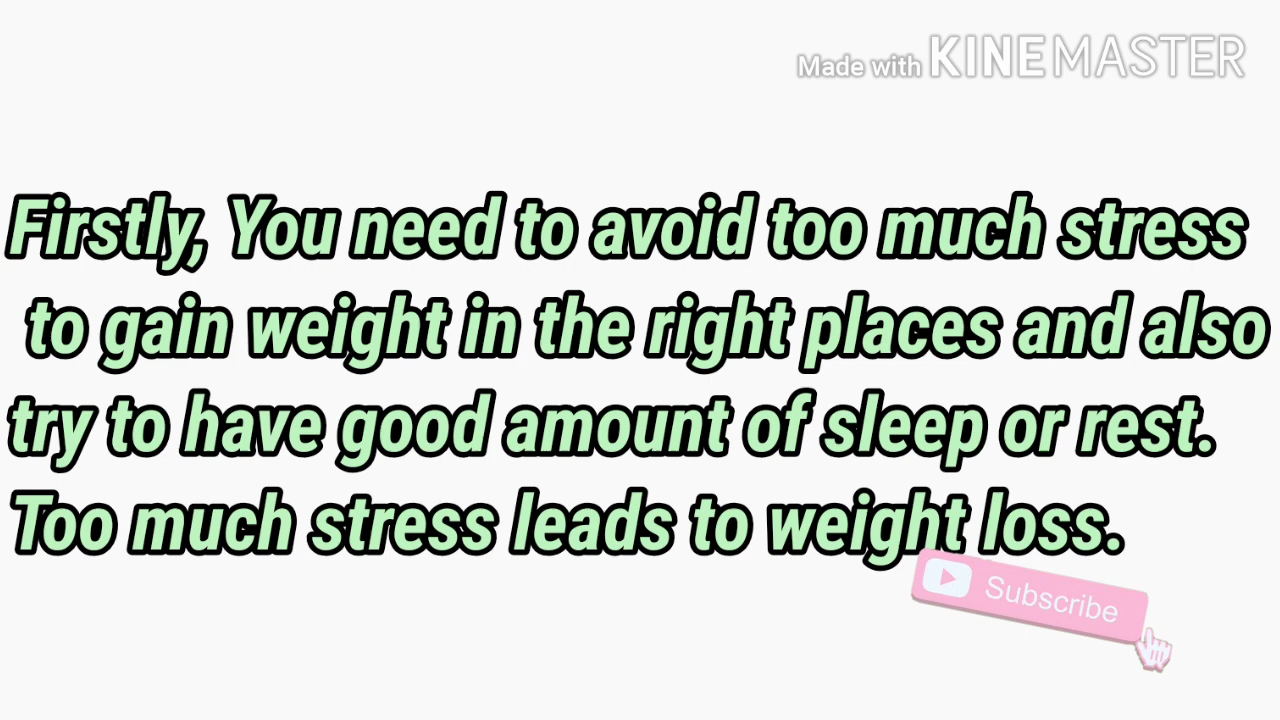 Made with KINEMASTER
Firstly, You need to avoid too much stress
to gain weight in the right places and also
try to have good amount of sleep or rest.
Too much stress leads to weight loss.
Subscribe